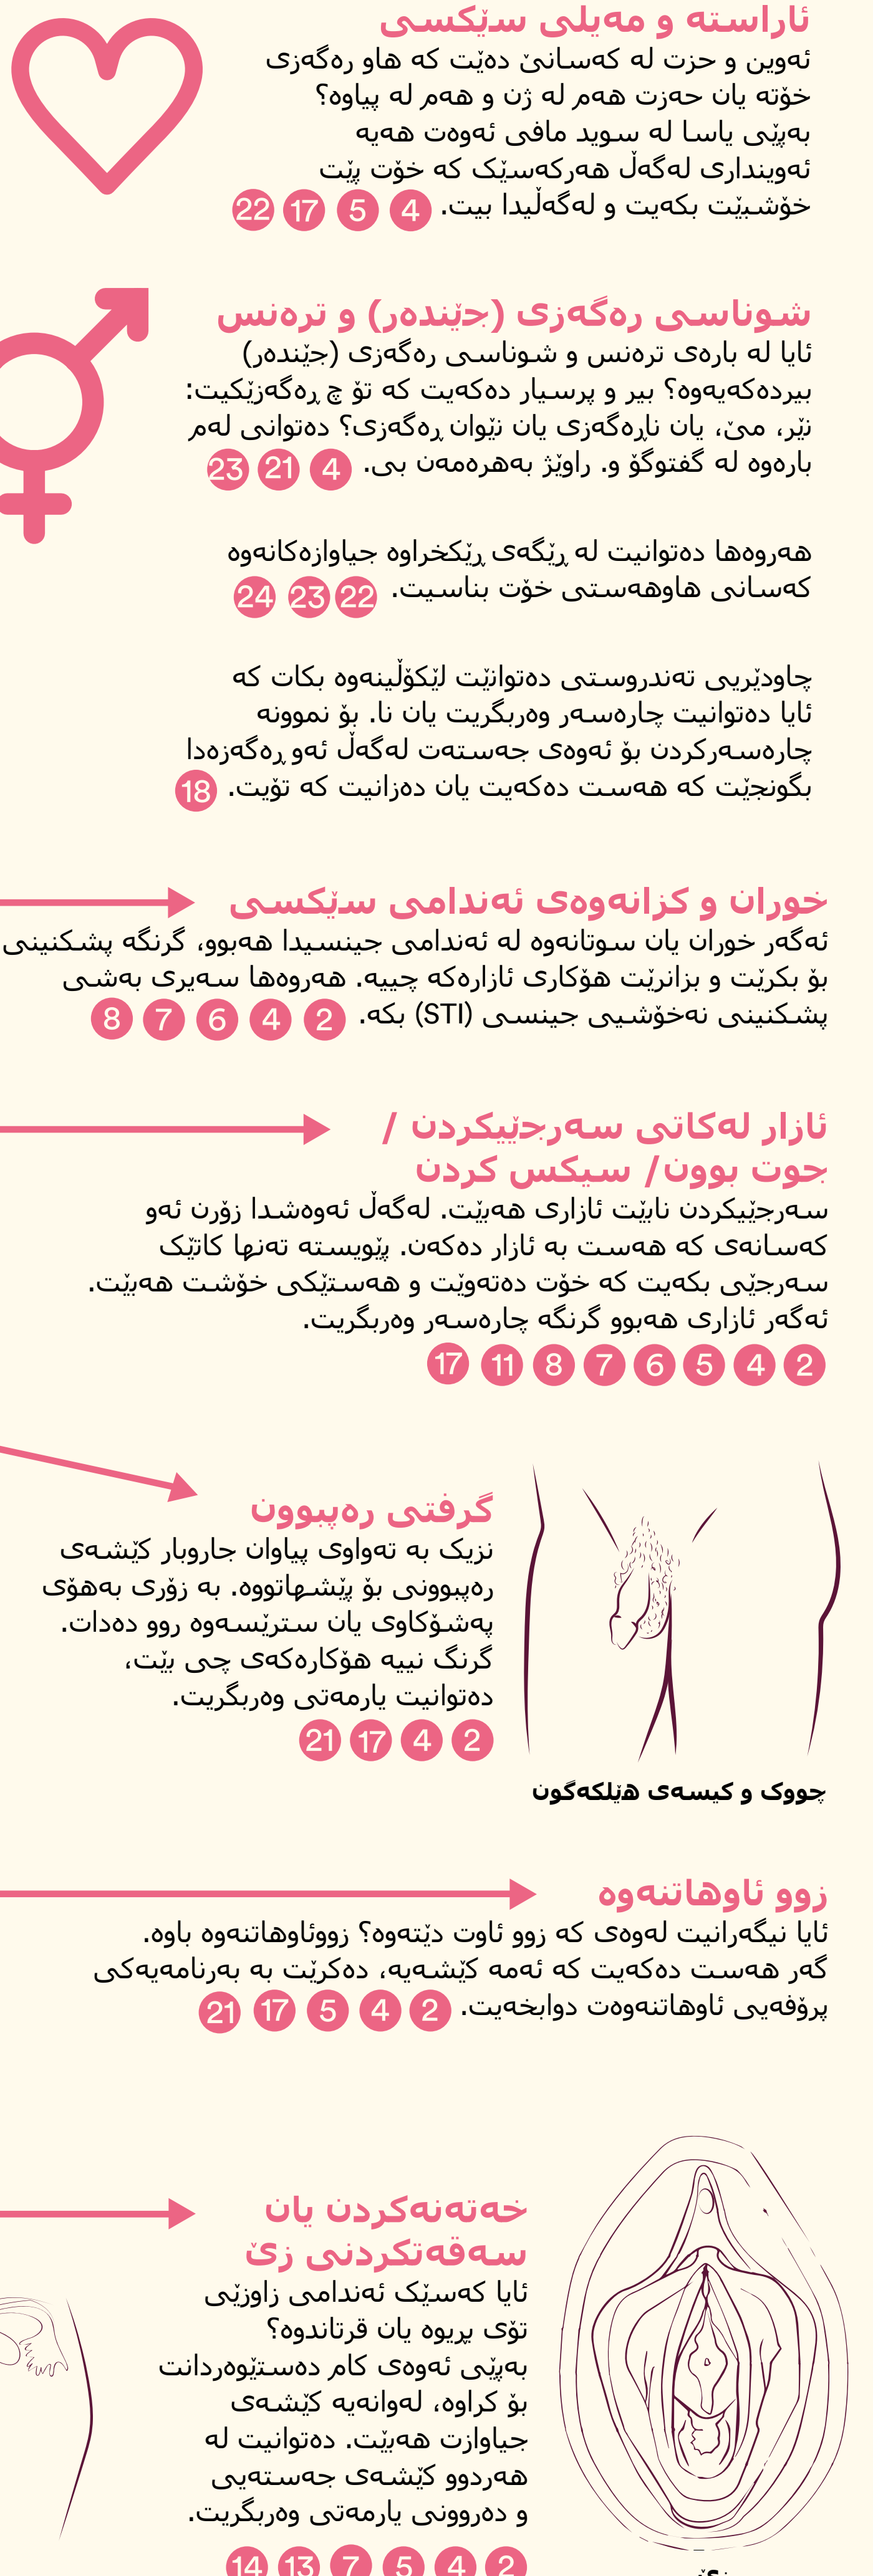 ئاراستە و مەیلی سێکسی
ئەوین و حزت لە کەسانێ دەێت کە هاو رەگەزی
خۆتە یان حەزت هەم لە ژن و هەم لە پیاوە؟
بەپێی یاسا لە سوید مافی ئەوەت هەیە
ئەوینداری لەگەڵ هەرکەسێک کە خۆت پێت
خۆشبێت بکەیت و لەگەڵیدا بیت. 4 5 17 22
شوناسی رەگەزی (جێندەر) و ترەنس
ئایا لە بارەی ترەنس و شوناسی رەگەزی (جێندەر)
بیردەکەیەوە؟ بیر و پرسیار دەکەیت کە تۆ چ ڕەگەزێکیت:
نێر، مێ، یان ناڕەگەزی یان نێوان ڕەگەزی؟ دەتوانی لەم
بارەوە لە گفتوگۆ و. راوێژ بەهرەمەن بی. 4 21 23
هەروەها دەتوانیت لە ڕێگەی ڕێکخراوە جیاوازەکانەوە
کەسانی هاوهەستی خۆت بناسیت. 22 23 24
چاودێریی تەندروستی دەتوانێت لێکۆڵینەوە بکات کە
ئایا دەتوانیت چارەسەر وەربگریت یان نا. بۆ نموونە
چارەسەرکردن بۆ ئەوەی جەستەت لەگەڵ ئەو ڕەگەزەدا
بگونجێت کە هەست دەکەیت یان دەزانیت کە تۆیت. 18
خوران و کزانەوەی ئەندامی سێکسی
ئەگەر خوران یان سوتانەوە لە ئەندامی جینسیدا هەبوو، گرنگە پشکنینی
بۆ بکرێت و بزانرێت هۆکاری ئازارەکە چییە. هەروەها سەیری بەشی
پشکنینی نەخۆشیی جینسی (STI) بکە. 2 4 6 7 8
ئازار لەکاتی سەرجێیکردن /
جوت بوون/ سیکس کردن
سەرجێیکردن نابێت ئازاری هەبێت. لەگەڵ ئەوەشدا زۆرن ئەو
کەسانەی کە هەست بە ئازار دەکەن. پێویستە تەنها کاتێک
سەرجێی بکەیت کە خۆت دەتەوێت و هەستێکی خۆشت هەبێت.
ئەگەر ئازاری هەبوو گرنگە چارەسەر وەربگریت.
2 4 5 6 7 8 11 17
گرفتی رەپبوون
نزیک بە تەواوی پیاوان جاروبار کێشەی
رەپبوونی بۆ پێشهاتووە. بە زۆری بەهۆی
پەشۆکاوی یان سترێسەوە روو دەدات.
گرنگ نییە هۆکارەکەی چی بێت،
دەتوانیت یارمەتی وەربگریت.
2 4 17 21
چووک و کیسەی هێلکەگون
زوو ئاوهاتنەوە
ئایا نیگەرانیت لەوەی کە زوو ئاوت دێتەوە؟ زووئاوهاتنەوە باوە.
گەر هەست دەکەیت کە ئەمە کێشەیە، دەکرێت بە بەرنامەیەکی
پرۆفەیی ئاوهاتنەوەت دوابخەیت. 2 4 5 17 21
خەتەنەکردن یان
سەقەتکردنی زێ
ئایا کەسێک ئەندامی زاوزێی
تۆی بڕیوە یان قرتاندوە؟
بەپێی ئەوەی کام دەستێوەردانت
بۆ کراوە، لەوانەیە کێشەی
جیاوازت هەبێت. دەتوانیت لە
هەردوو کێشەی جەستەیی
و دەروونی یارمەتی وەربگریت.
2 4 5 7 13 14